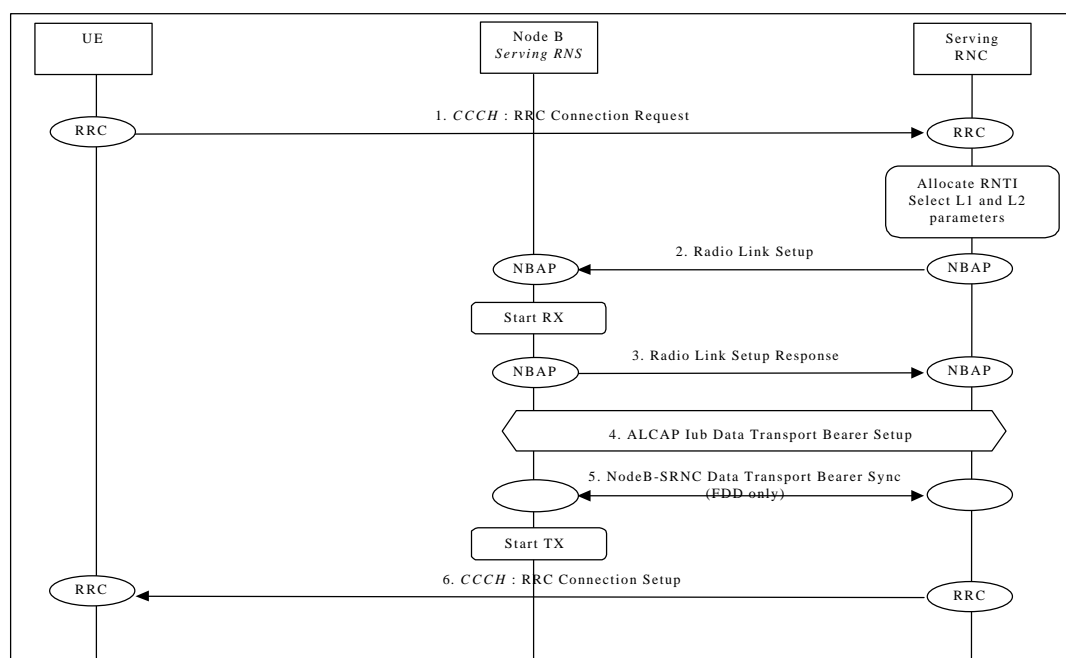 UE
Node B
Serving RNS
Serving
RNC
1. CCCH : RRC Connection Request
RRC
RRC
Allocate RNTI
Select L1 and L2
parameters
2. Radio Link Setup
NBAP
NBAP
Start RX
3. Radio Link Setup Response
NBAP
NBAP
4. ALCAP Iub Data Transport Bearer Setup
5. NodeB-SRNC Data Transport Bearer Sync
(FDD only)
Start TX
6. CCCH : RRC Connection Setup
RRC
RRC